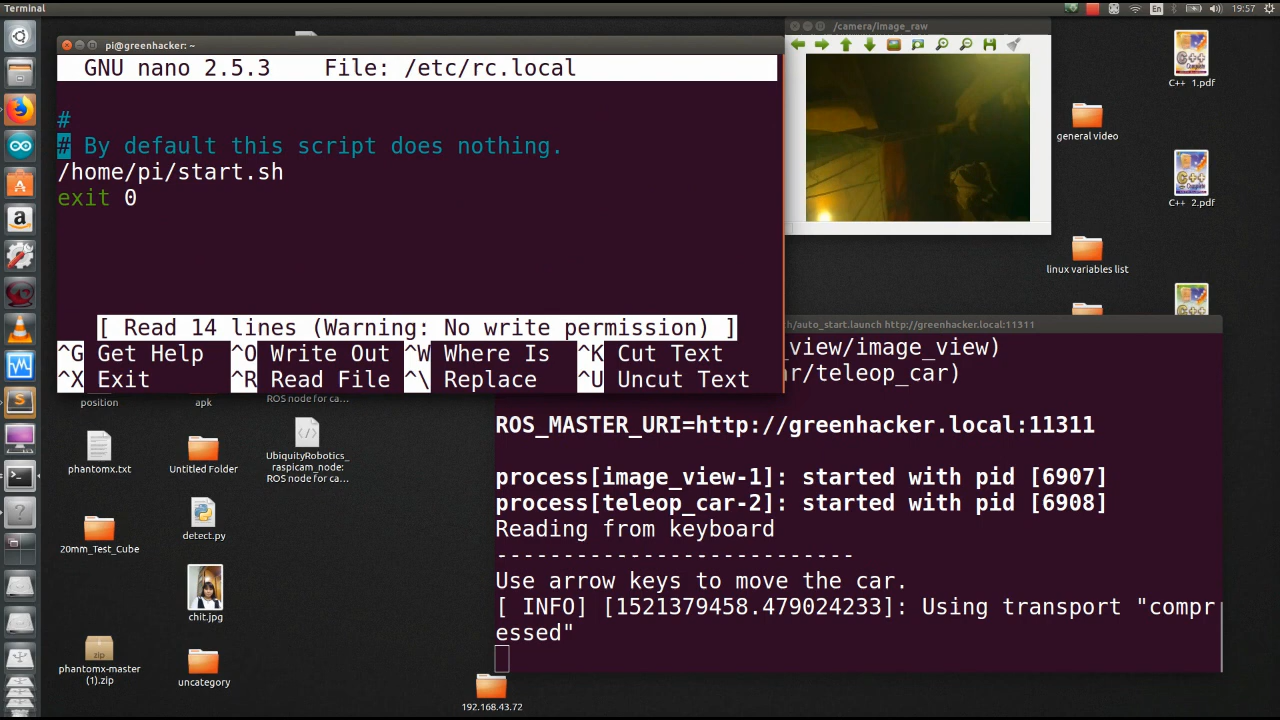 Terminal
En
19:57
pi@greenhacker: ~
GNU nano 2.5.3    File: /etc/rc.local
#
# By default this script does nothing.
/home/pi/start.sh
exit 0
[ Read 14 lines (Warning: No write permission) ]
^G Get Help  ^O Write Out ^W Where Is  ^K Cut Text
^X Exit      ^R Read File ^\ Replace   ^U Uncut Text
/camera/image_raw
C++ 1.pdf
general video
C++ 2.pdf
linux variables list
/auto_start.launch http://greenhacker.local:11311
view/image_view)
r/teleop_car)
ROS_MASTER_URI=http://greenhacker.local:11311
process[image_view-1]: started with pid [6907]
process[teleop_car-2]: started with pid [6908]
Reading from keyboard
---------------------------
Use arrow keys to move the car.
[ INFO] [1521379458.479024233]: Using transport "compr
essed"
position
apk
ROS node for ca...
phantomx.txt
Untitled Folder
UbiquityRobotics_
raspicam_node:
ROS node for ca...
20mm_Test_Cube
detect.py
chit.jpg
phantomx-master
(1).zip
uncategory
192.168.43.72